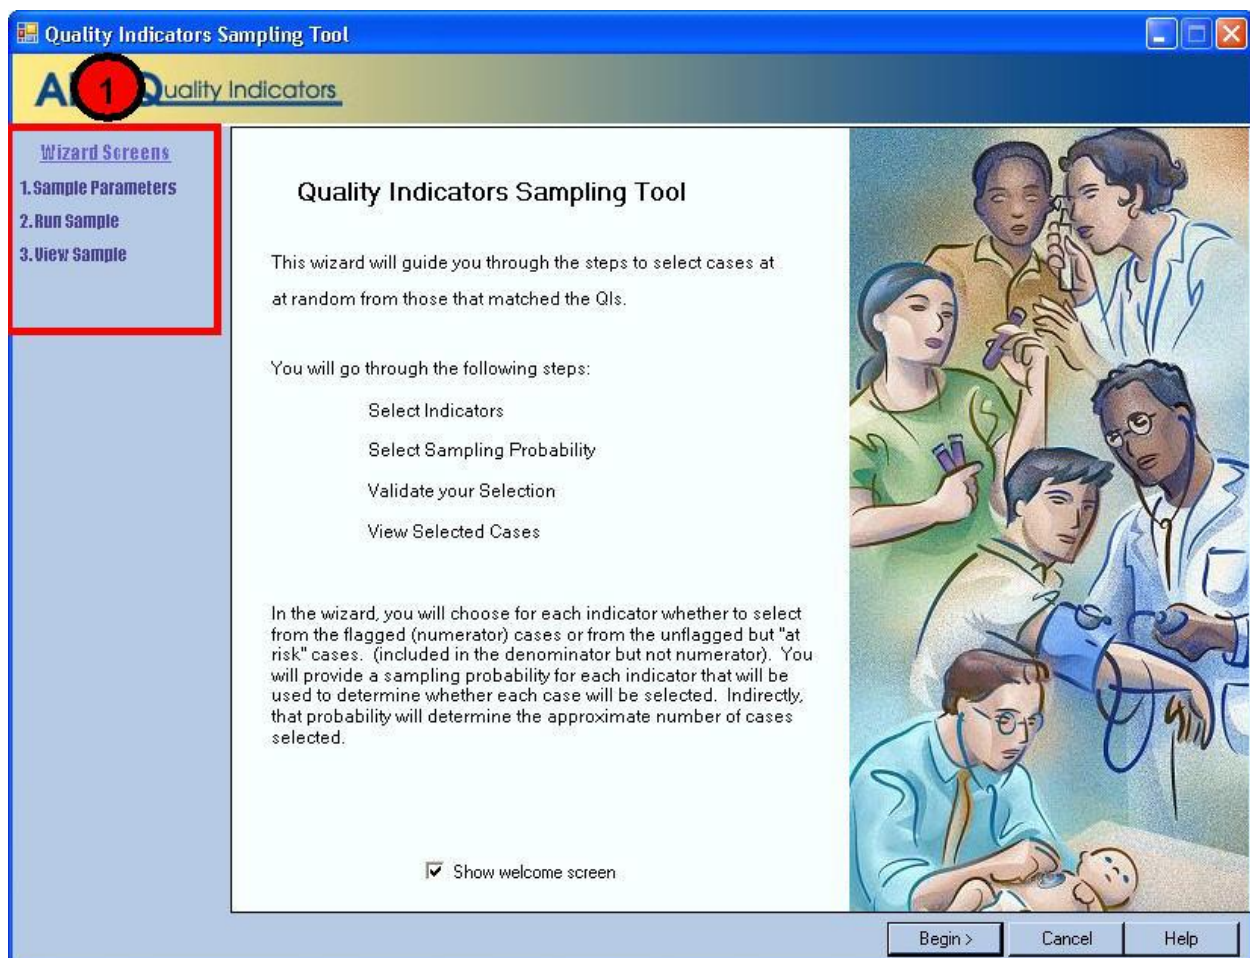 Quality Indicators Sampling Tool
Quality Indicators
1
Wizard Screens
1. Sample Parameters
2. Run Sample
3. View Sample
Quality Indicators Sampling Tool
This wizard will guide you through the steps to select cases at
at random from those that matched the QIs.
You will go through the following steps:
Select Indicators
Select Sampling Probability
Validate your Selection
View Selected Cases
In the wizard, you will choose for each indicator whether to select
from the flagged (numerator) cases or from the unflagged but "at
risk" cases. (included in the denominator but not numerator). You
will provide a sampling probability for each indicator that will be
used to determine whether each case will be selected. Indirectly,
that probability will determine the approximate number of cases
selected.
Show welcome screen
Begin >
Cancel
Help